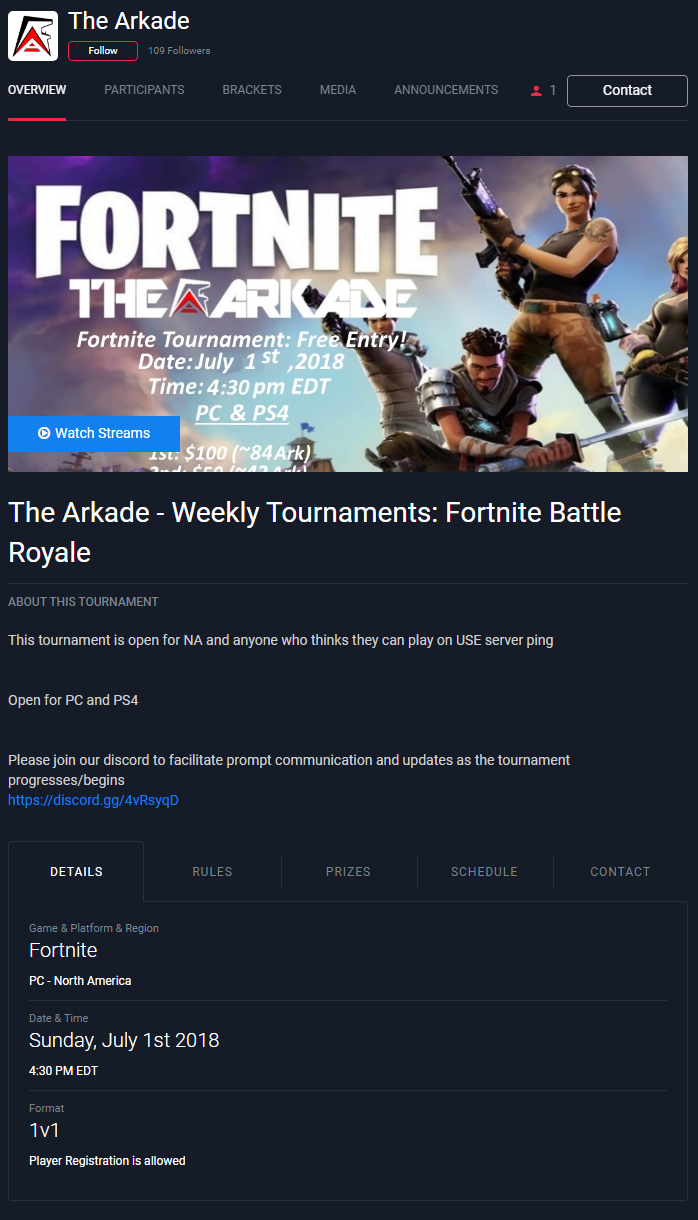 The Arkade
Follow
109 Followers
OVERVIEW
PARTICIPANTS
BRACKETS
MEDIA
ANNOUNCEMENTS
1
Contact
FORTNITE
THE ARKADE
Fortnite Tournament: Free Entry!
Date: July 1 st ,2018
Time: 4:30 pm EDT
PC & PS4
Watch Streams
1st: $100 (~84Ark)
2nd: $50 (~42 Ark)
The Arkade - Weekly Tournaments: Fortnite Battle
Royale
ABOUT THIS TOURNAMENT
This tournament is open for NA and anyone who thinks they can play on USE server ping
Open for PC and PS4
Please join our discord to facilitate prompt communication and updates as the tournament
progresses/begins
https://discord.gg/4vRsyqD
DETAILS
RULES
PRIZES
SCHEDULE
CONTACT
Game & Platform & Region
Fortnite
PC - North America
Date & Time
Sunday, July 1st 2018
4:30 PM EDT
Format
1v1
Player Registration is allowed